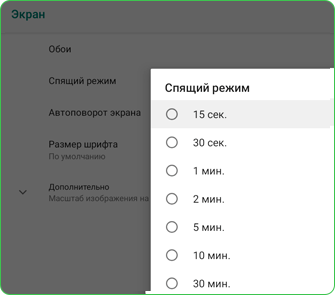 Экран
Обои
Спящий режим
Автоповорот экрана
Размер шрифта
По умолчанию
Дополнительно
Масштаб изображения на
Спящий режим
15 сек.
30 сек.
1 мин.
2 мин.
5 мин.
10 мин.
30 мин.